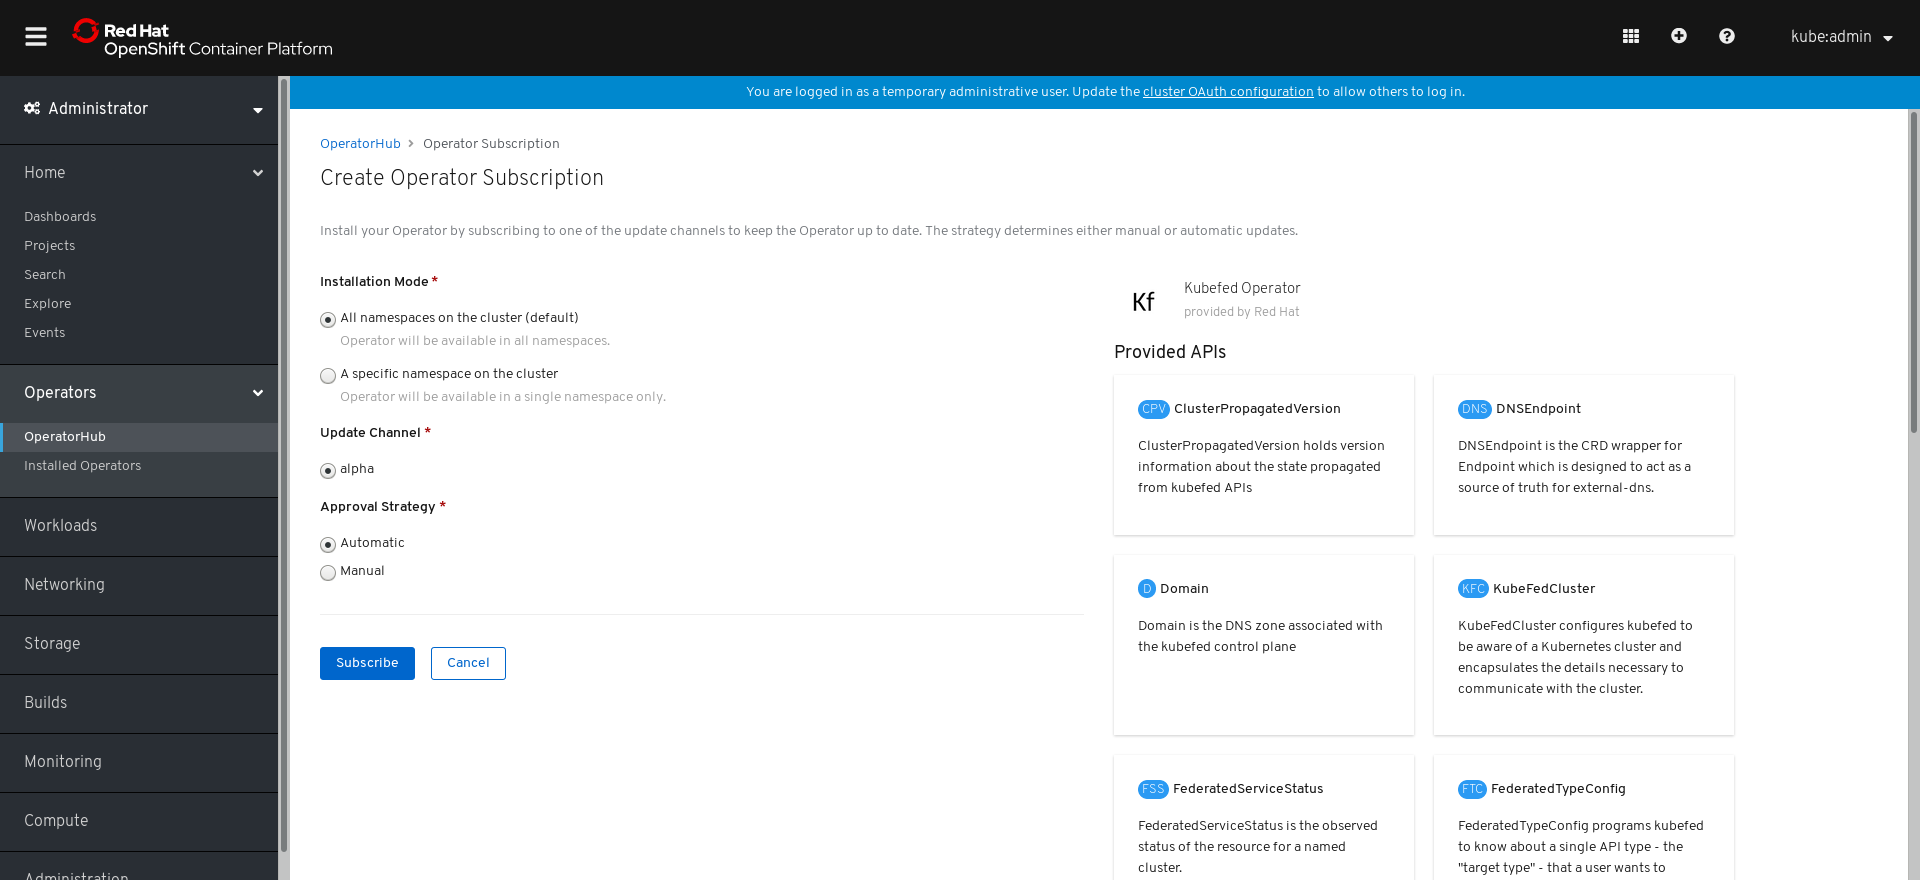 Red Hat
OpenShift Container Platform
kube:admin
Administrator
Home
Dashboards
Projects
Search
Explore
Events
Operators
OperatorHub
Installed Operators
Workloads
Networking
Storage
Builds
Monitoring
Compute
Administration
You are logged in as a temporary administrative user. Update the cluster OAuth configuration to allow others to log in.
OperatorHub > Operator Subscription
Create Operator Subscription
Install your Operator by subscribing to one of the update channels to keep the Operator up to date. The strategy determines either manual or automatic updates.
Installation Mode *
All namespaces on the cluster (default)
Operator will be available in all namespaces.
A specific namespace on the cluster
Operator will be available in a single namespace only.
Update Channel *
alpha
Approval Strategy *
Automatic
Manual
Subscribe
Cancel
Kf
Kubefed Operator
provided by Red Hat
Provided APIs
CPV ClusterPropagatedVersion
ClusterPropagatedVersion holds version
information about the state propagated
from kubefed APIs
DNS DNSEndpoint
DNSEndpoint is the CRD wrapper for
Endpoint which is designed to act as a
source of truth for external-dns.
D Domain
Domain is the DNS zone associated with
the kubefed control plane
KFC KubeFedCluster
KubeFedCluster configures kubefed to
be aware of a Kubernetes cluster and
encapsulates the details necessary to
communicate with the cluster.
FSS FederatedServiceStatus
FederatedServiceStatus is the observed
status of the resource for a named
cluster.
FTC FederatedTypeConfig
FederatedTypeConfig programs kubefed
to know about a single API type - the
"target type" - that a user wants to